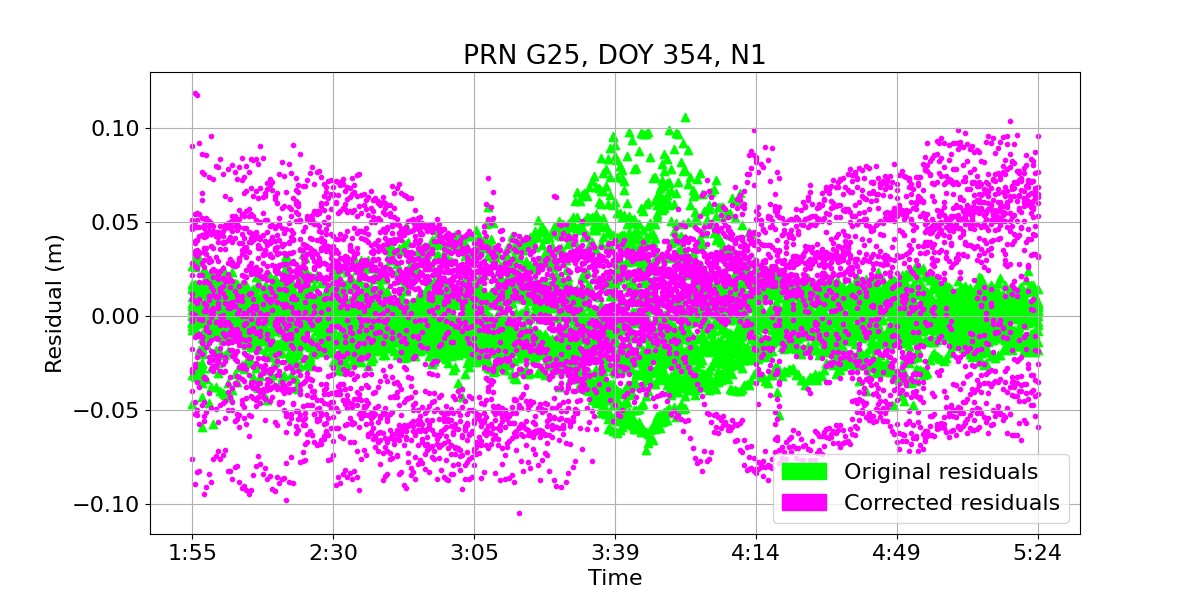 PRN G25, DOY 354, N1
Residual (m)
0.10
0.05
0.00
−0.05
−0.10
Original residuals
Corrected residuals
1:55 2:30 3:05 3:39 4:14 4:49 5:24
Time